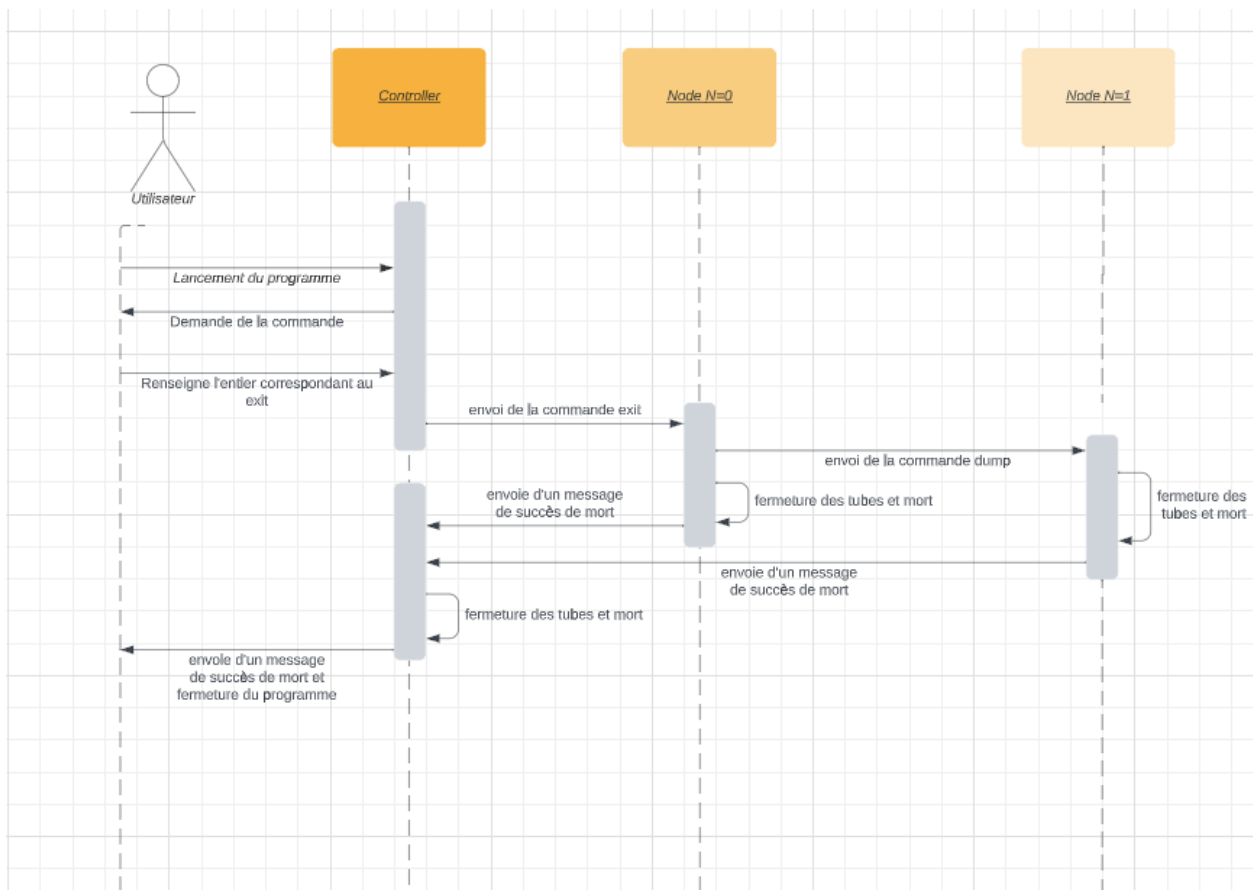 Controller
Node N=0
Node N=1
Utilisateur
Lancement du programme
Demande de la commande
Renseigne l'entier correspondant au
exit
envoi de la commande exit
envoi de la commande dump
envoie d'un message
de succès de mort
fermeture des tubes et mort
fermeture des
tubes et mort
envoie d'un message
de succès de mort
fermeture des tubes et mort
envoie d'un message
de succès de mort et
fermeture du programme